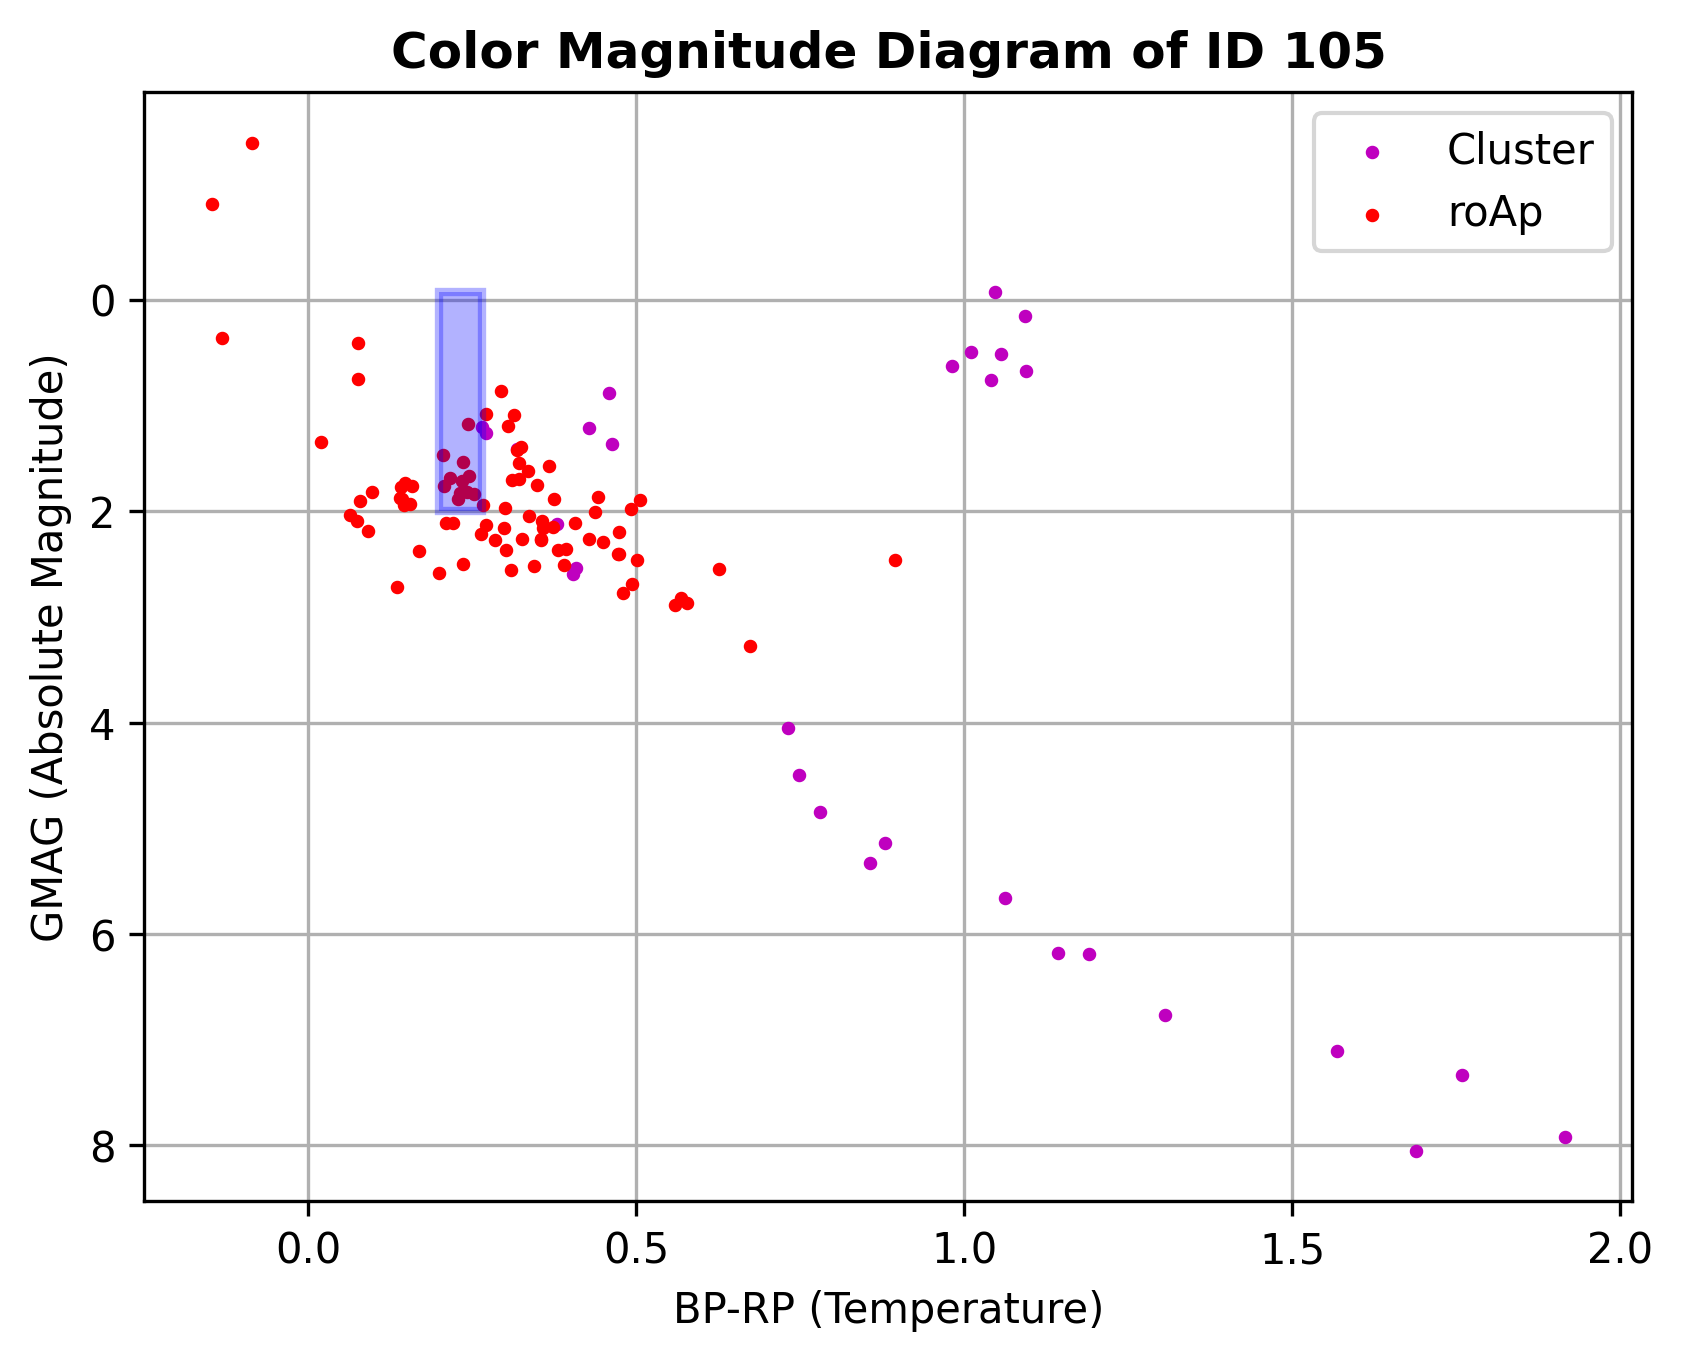 Color Magnitude Diagram of ID 105
Cluster
roAp
GMAG (Absolute Magnitude)
0
2
4
6
8
0.0 0.5 1.0 1.5 2.0
BP-RP (Temperature)